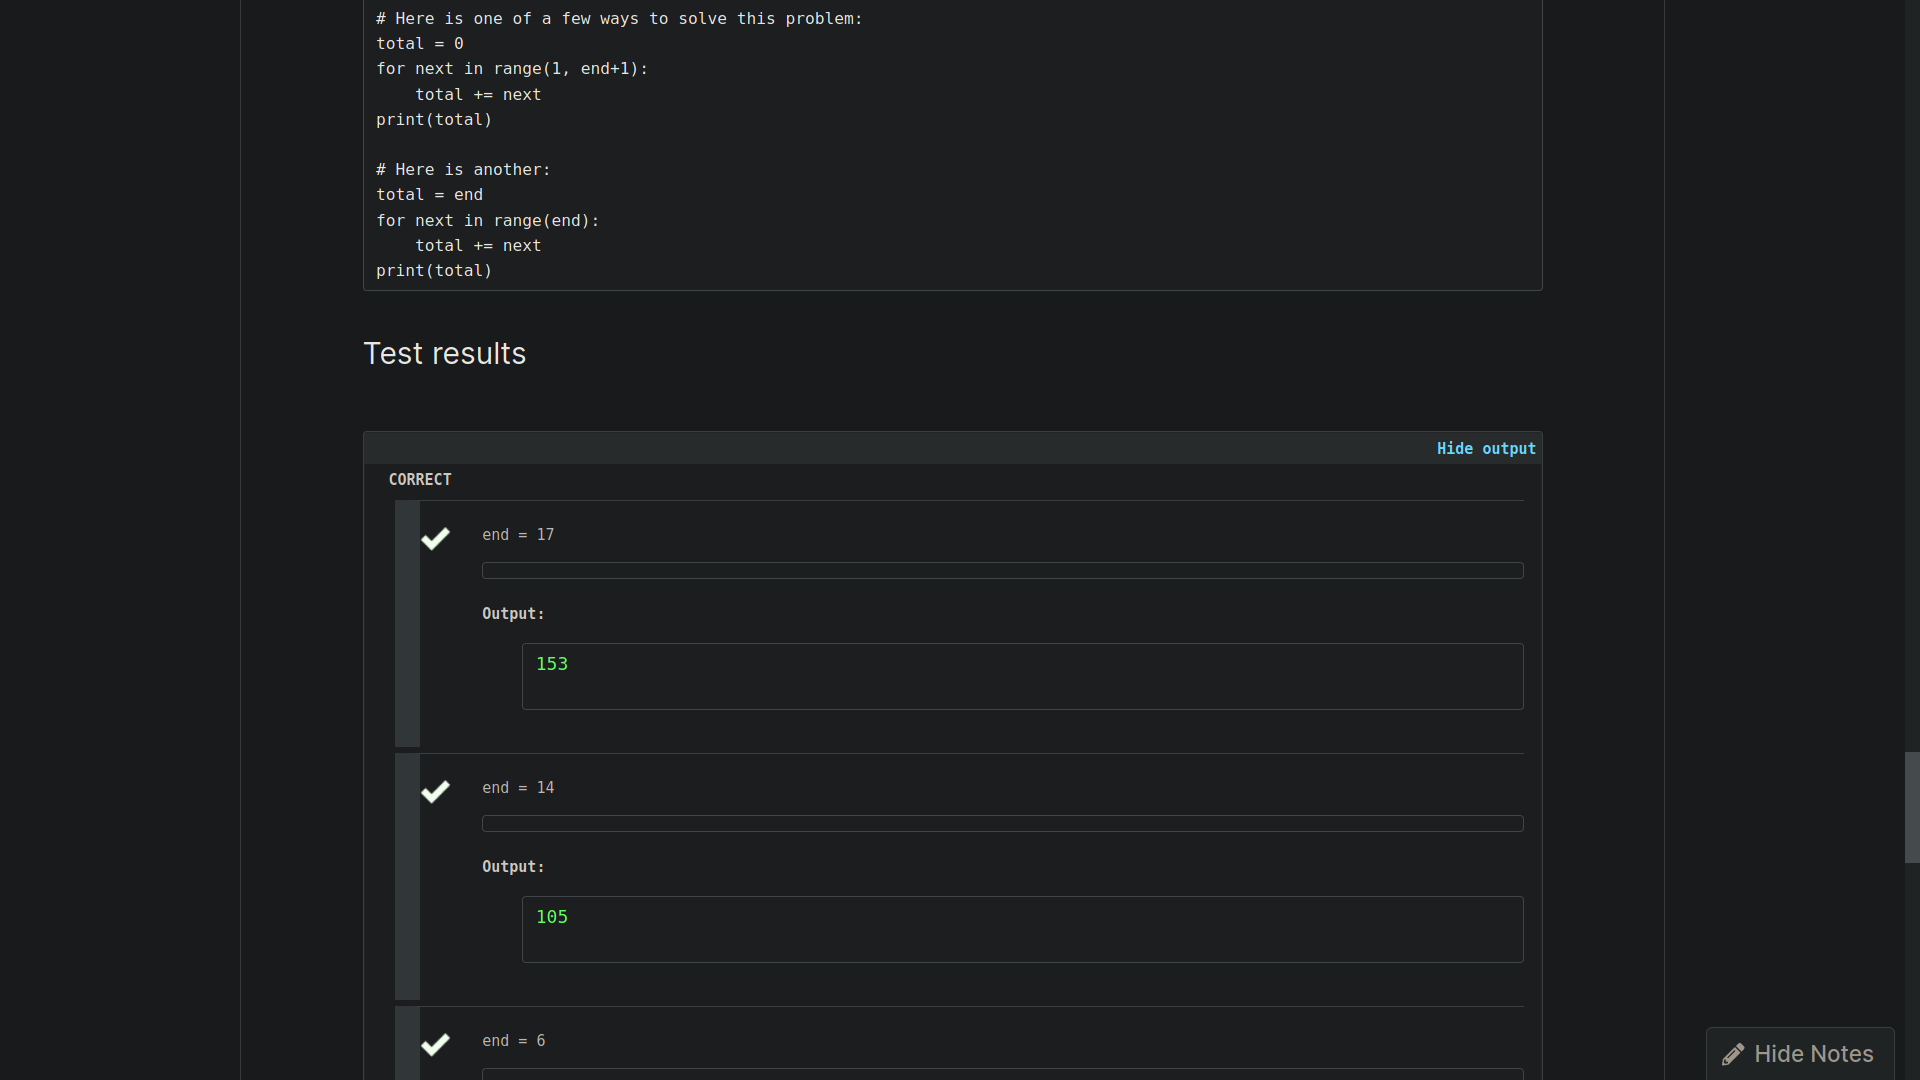 # Here is one of a few ways to solve this problem:
total = 0
for next in range(1, end+1):
    total += next
print(total)

# Here is another:
total = end
for next in range(end):
    total += next
print(total)
Test results
Hide output
CORRECT
end = 17
Output:
153
end = 14
Output:
105
end = 6
Hide Notes